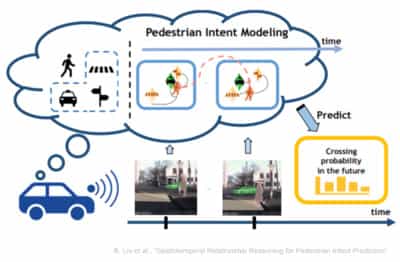 Pedestrian Intent Modeling
time
Predict
Crossing
probability
in the future
time
R. Liu et al., "Spatiotemporal Relationship Reasoning for Pedestrian Intent Prediction"